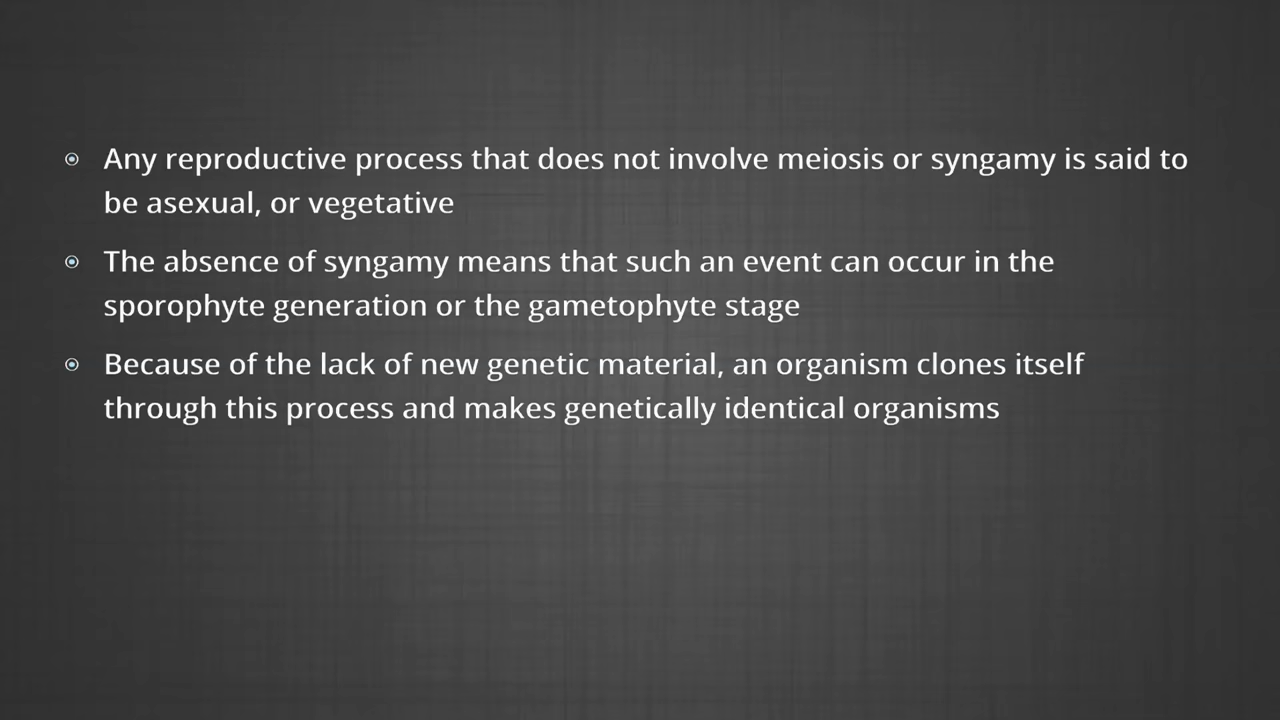 Any reproductive process that does not involve meiosis or syngamy is said to
be asexual, or vegetative
The absence of syngamy means that such an event can occur in the
sporophyte generation or the gametophyte stage
Because of the lack of new genetic material, an organism clones itself
through this process and makes genetically identical organisms